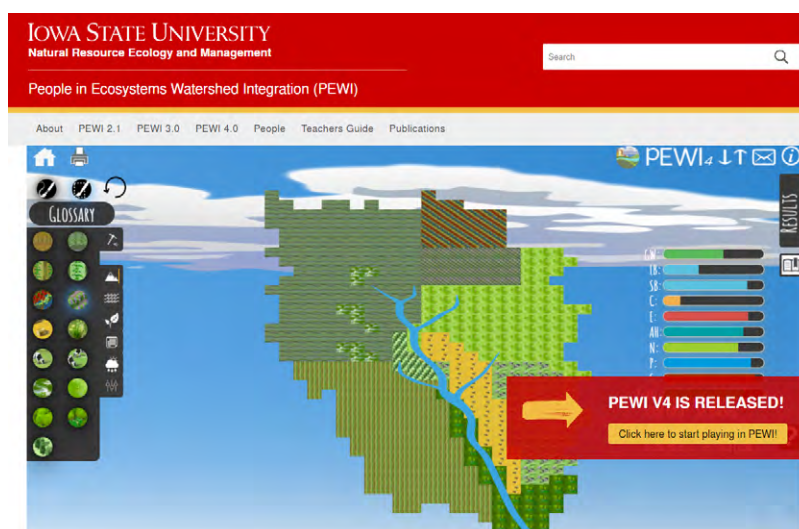 IOWA STATE UNIVERSITY
Natural Resource Ecology and Management
Search
People in Ecosystems Watershed Integration (PEWI)
About PEWI 2.1 PEWI 3.0 PEWI 4.0 People Teachers Guide Publications
PEWI4
GLOSSARY
RESULTS
GW:
LB:
SB:
C:
E:
AH:
N:
P:
PEWI V4 IS RELEASED!
Click here to start playing in PEWI!